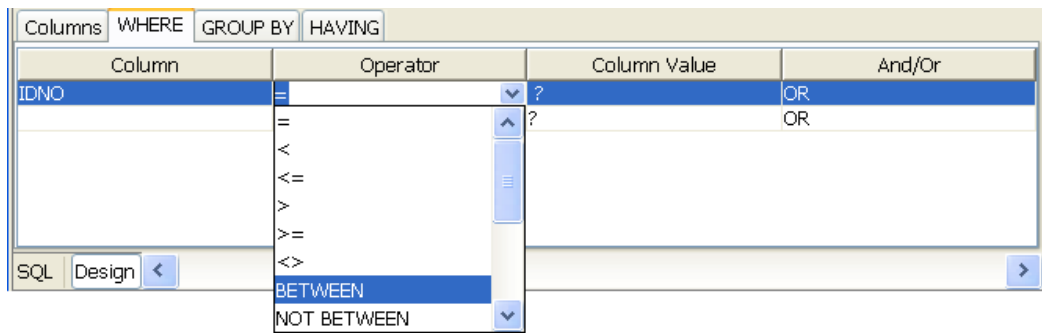 Columns WHERE GROUP BY HAVING
Column Operator Column Value And/Or
IDNO = ? OR
= ? OR
<
<=
>
>=
<>
SQL Design
BETWEEN
NOT BETWEEN